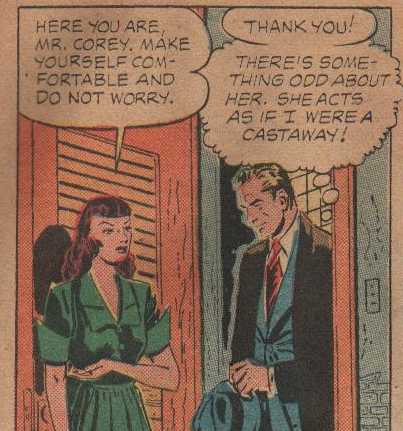 HERE YOU ARE,
MR. COREY. MAKE
YOURSELF COM-
FORTABLE AND
DO NOT WORRY.
THANK YOU!
THERE'S SOME-
THING ODD ABOUT
HER. SHE ACTS
AS IF I WERE A
CASTAWAY!